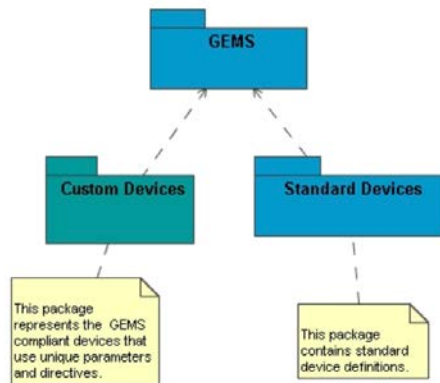 GEMS
Custom Devices
Standard Devices
This package
represents the GEMS
compliant devices that
use unique parameters
and directives.
This package
contains standard
device definitions.